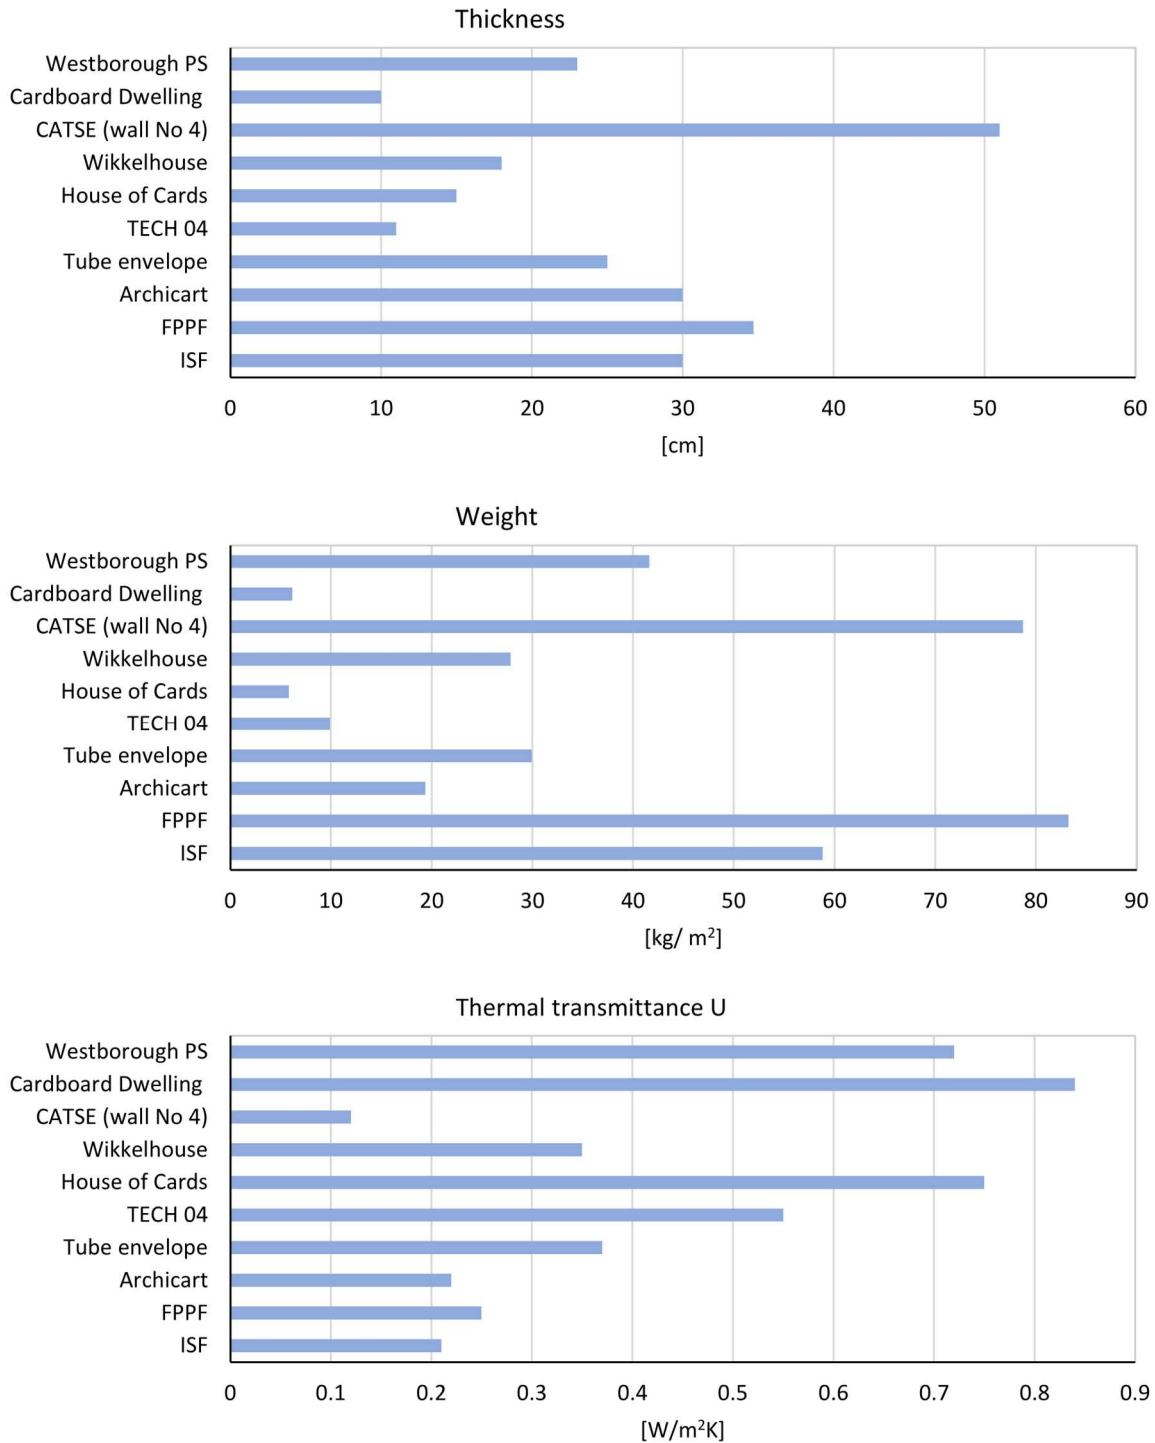 Thickness
Westborough PS
Cardboard Dwelling
CATSE (wall No 4)
Wikkelhouse
House of Cards
TECH 04
Tube envelope
Archicart
FPPF
ISF
0 10 20 30 40 50 60
[cm]
Weight
Westborough PS
Cardboard Dwelling
CATSE (wall No 4)
Wikkelhouse
House of Cards
TECH 04
Tube envelope
Archicart
FPPF
ISF
0 10 20 30 40 50 60 70 80 90
[kg/ m²]
Thermal transmittance U
Westborough PS
Cardboard Dwelling
CATSE (wall No 4)
Wikkelhouse
House of Cards
TECH 04
Tube envelope
Archicart
FPPF
ISF
0 0.1 0.2 0.3 0.4 0.5 0.6 0.7 0.8 0.9
[W/m²K]